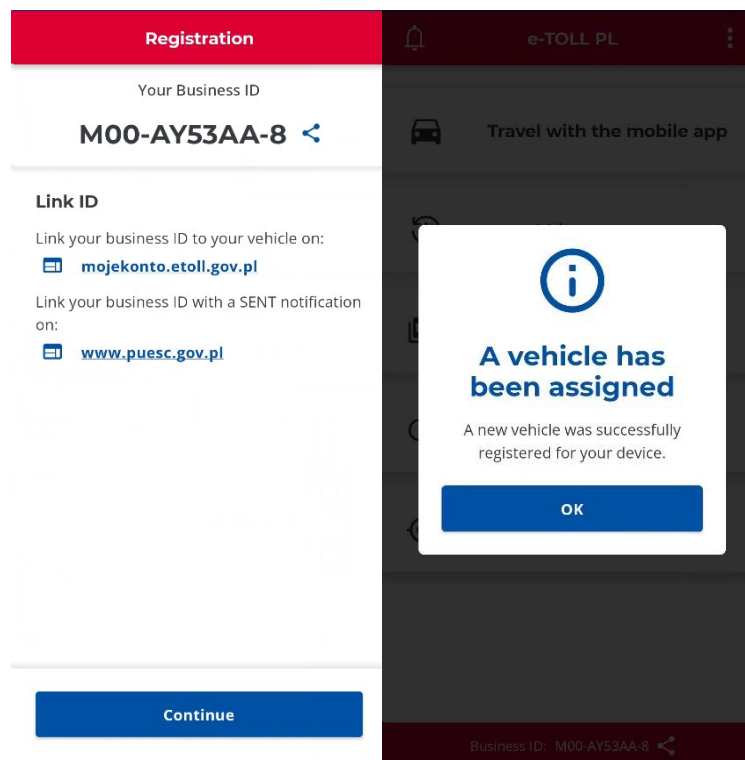 Registration
Your Business ID
M00-AY53AA-8
Link ID
Link your business ID to your vehicle on:
mojekonto.etoll.gov.pl
Link your business ID with a SENT notification
on:
www.puesc.gov.pl
Continue
e-TOLL PL
Travel with the mobile app
A vehicle has
been assigned
A new vehicle was successfully
registered for your device.
OK
Business ID: M00-AY53AA-8